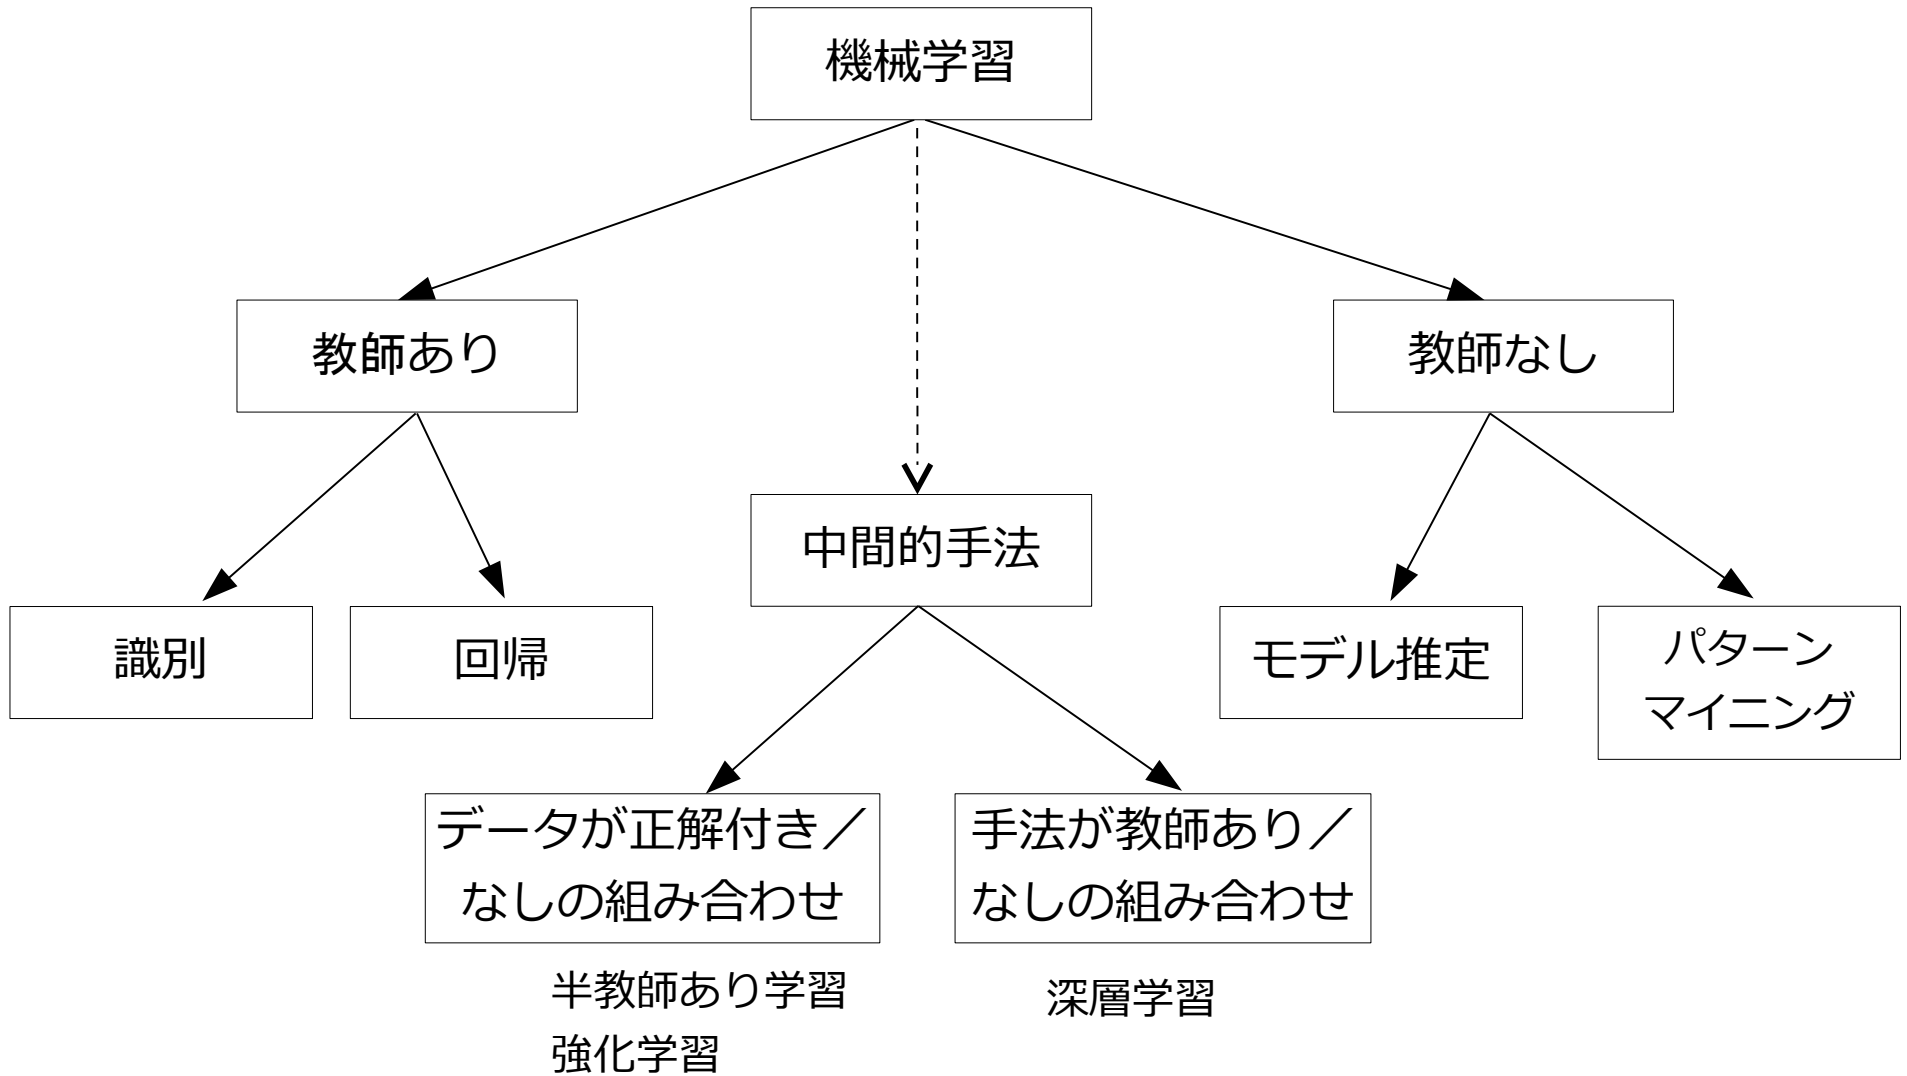 機械学習
教師あり
教師なし
中間的手法
識別
回帰
モデル推定
パターン
マイニング
データが正解付き／
なしの組み合わせ
手法が教師あり／
なしの組み合わせ
半教師あり学習
強化学習
深層学習